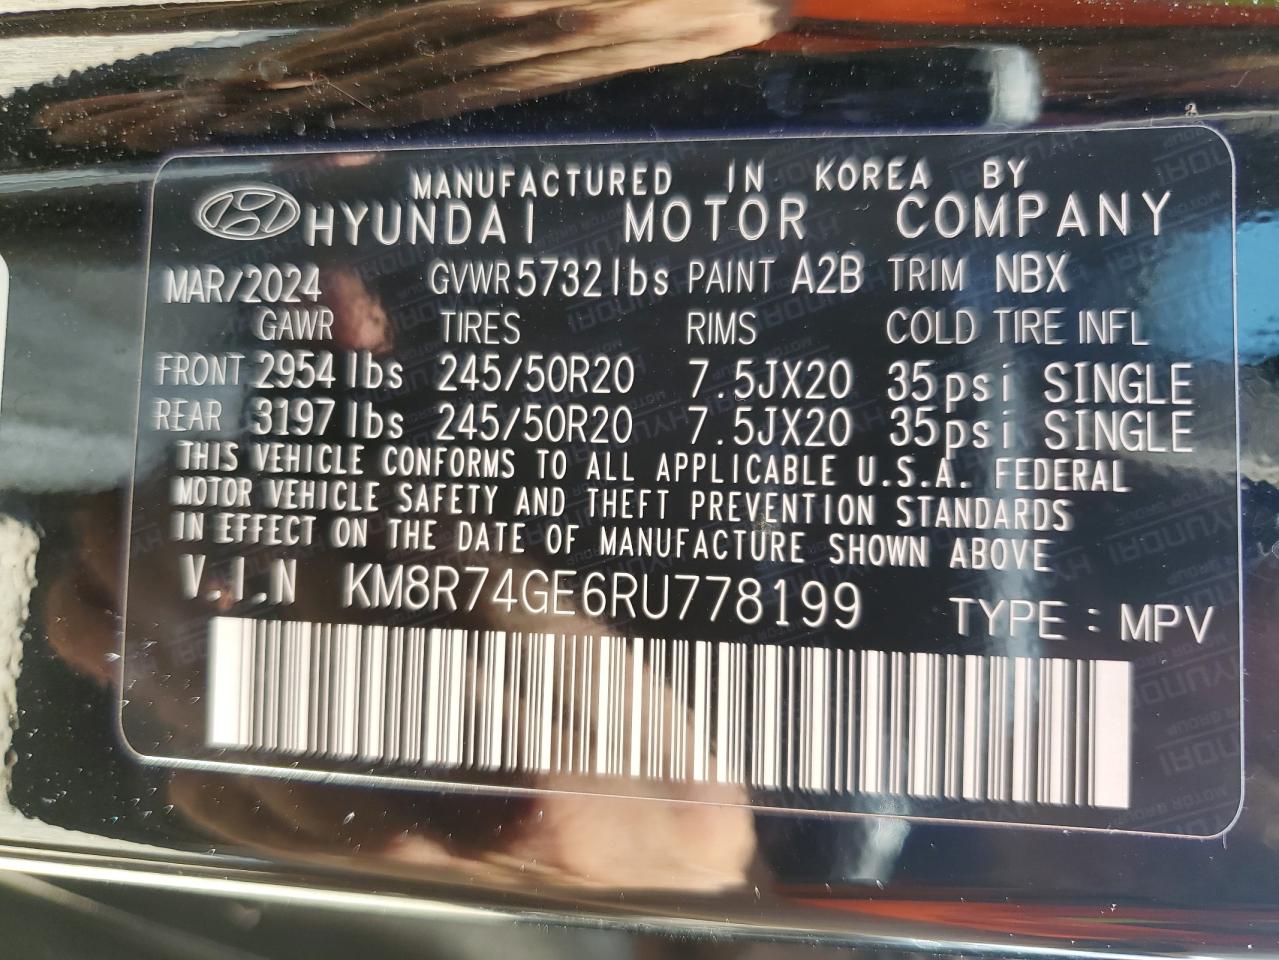 MANUFACTURED IN KOREA BY
HYUNDAI MOTOR COMPANY
MAR/2024 GVWR 5732 lbs PAINT A2B TRIM NBX
GAWR TIRES RIMS COLD TIRE INFL
FRONT 2954 lbs 245/50R20 7.5JX20 35psi SINGLE
REAR 3197 lbs 245/50R20 7.5JX20 35psi SINGLE
THIS VEHICLE CONFORMS TO ALL APPLICABLE U.S.A. FEDERAL
MOTOR VEHICLE SAFETY AND THEFT PREVENTION STANDARDS
IN EFFECT ON THE DATE OF MANUFACTURE SHOWN ABOVE
V.I.N KM8R74GE6RU778199 TYPE : MPV